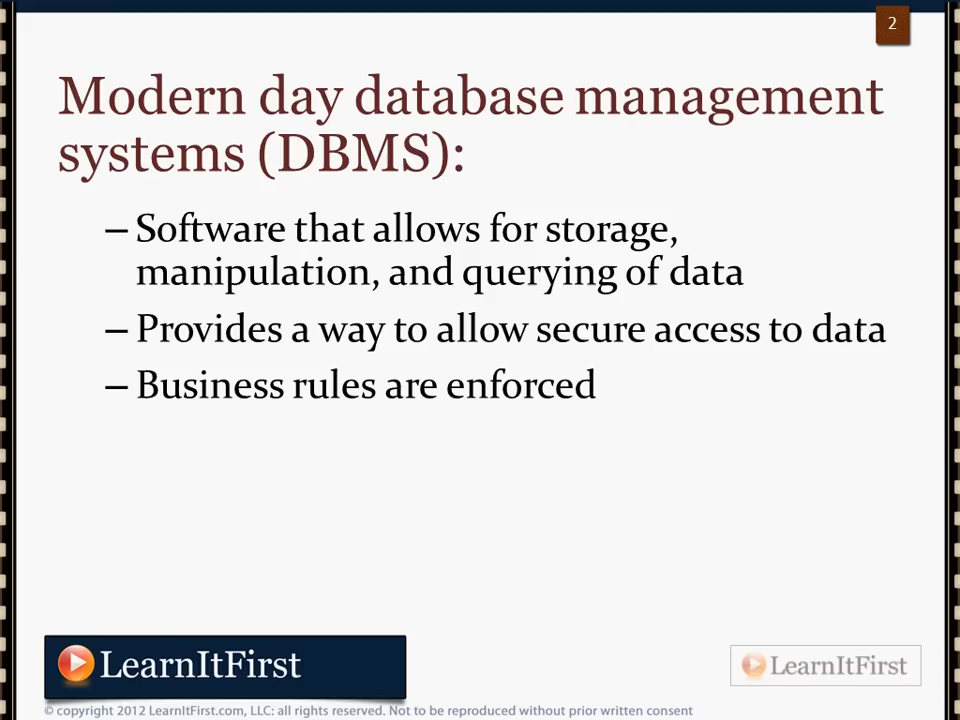 2
Modern day database management
systems (DBMS):
– Software that allows for storage,
manipulation, and querying of data
– Provides a way to allow secure access to data
– Business rules are enforced
LearnItFirst
LearnItFirst
© copyright 2012 LearnItFirst.com, LLC: all rights reserved. Not to be reproduced without prior written consent